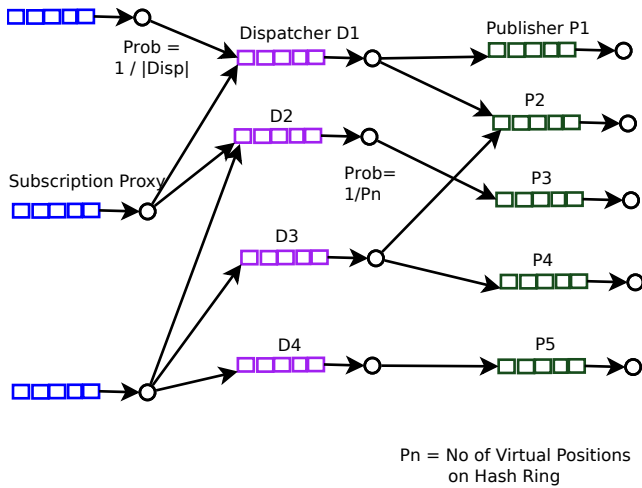 Prob =
1 / |Disp|
Dispatcher D1
Publisher P1
P2
D2
Subscription Proxy
Prob=
1/Pn
P3
D3
P4
D4
P5
Pn = No of Virtual Positions
on Hash Ring